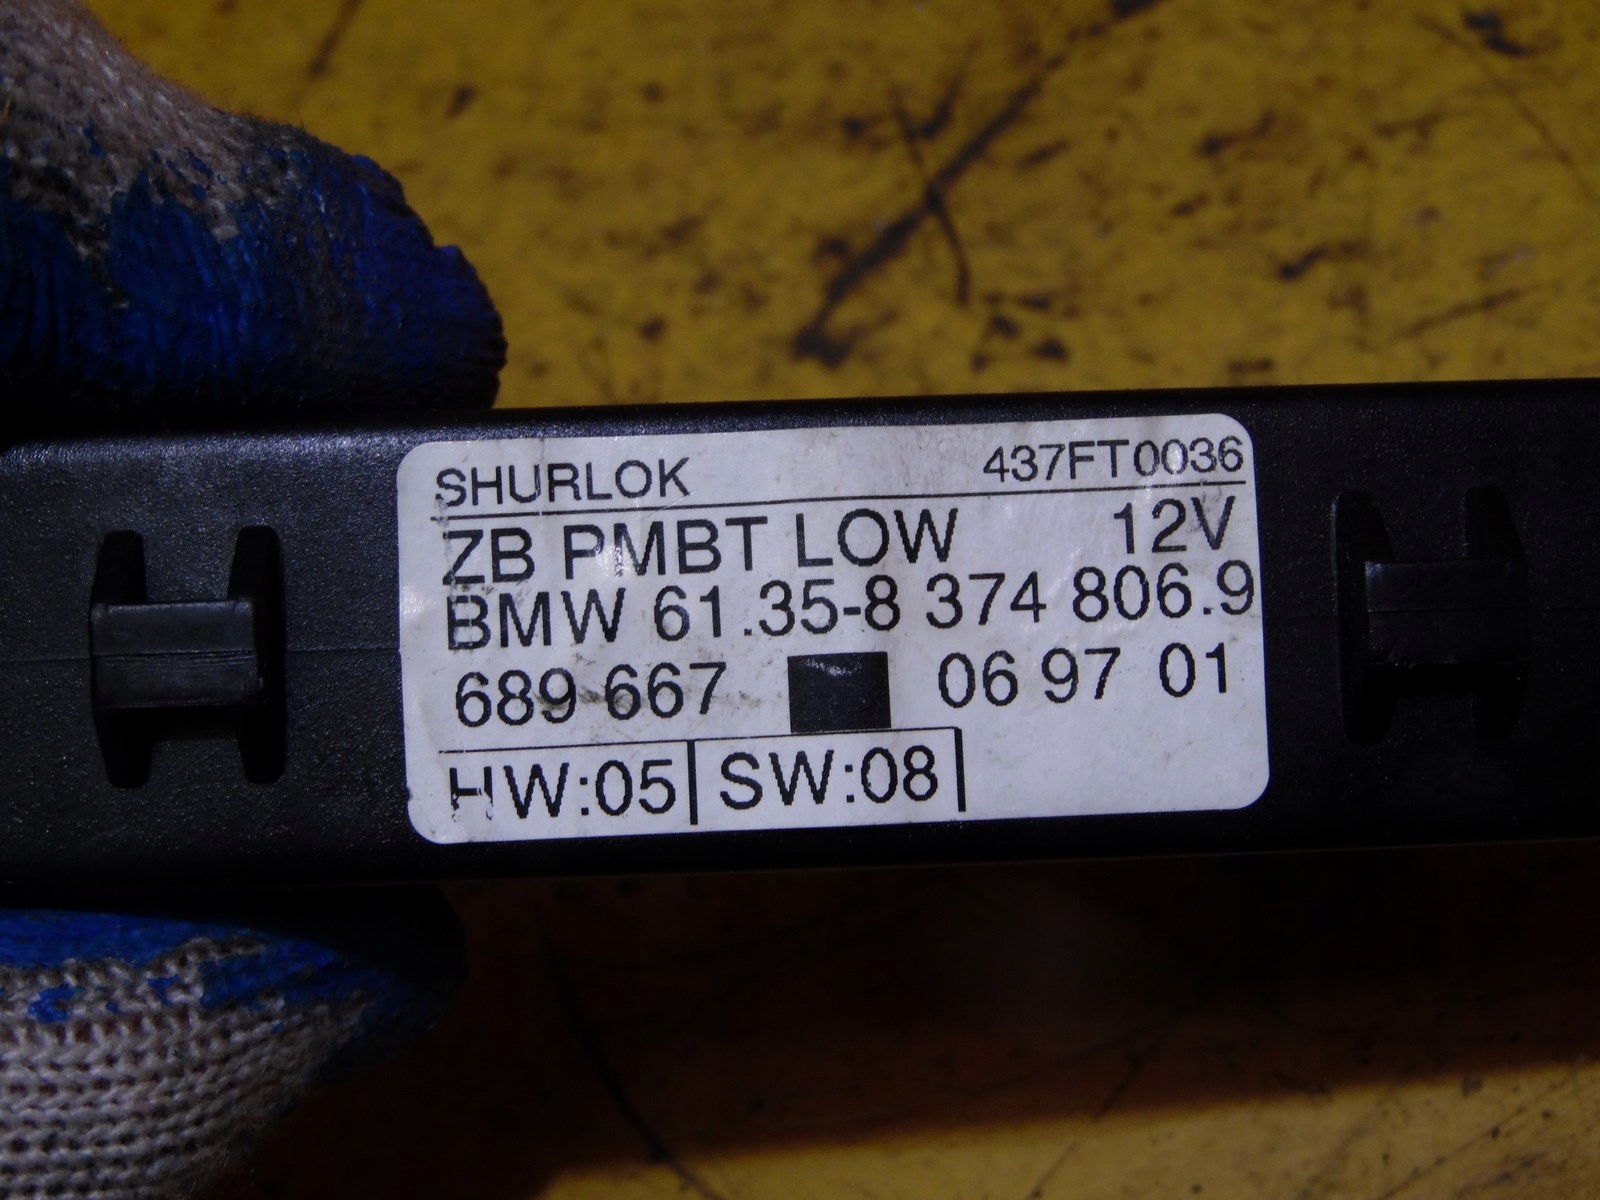 SHURLOK 437FT0036
ZB PMBT LOW 12V
BMW 61.35-8 374 806.9
689 667 06 97 01
HW:05 SW:08